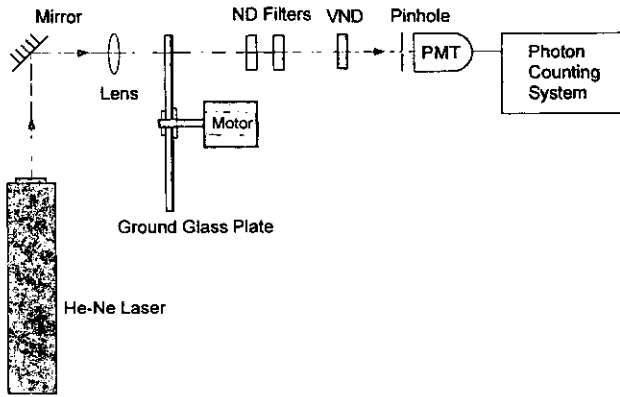 Mirror
Lens
ND Filters
VND
Pinhole
PMT
Photon
Counting
System
Motor
Ground Glass Plate
He-Ne Laser